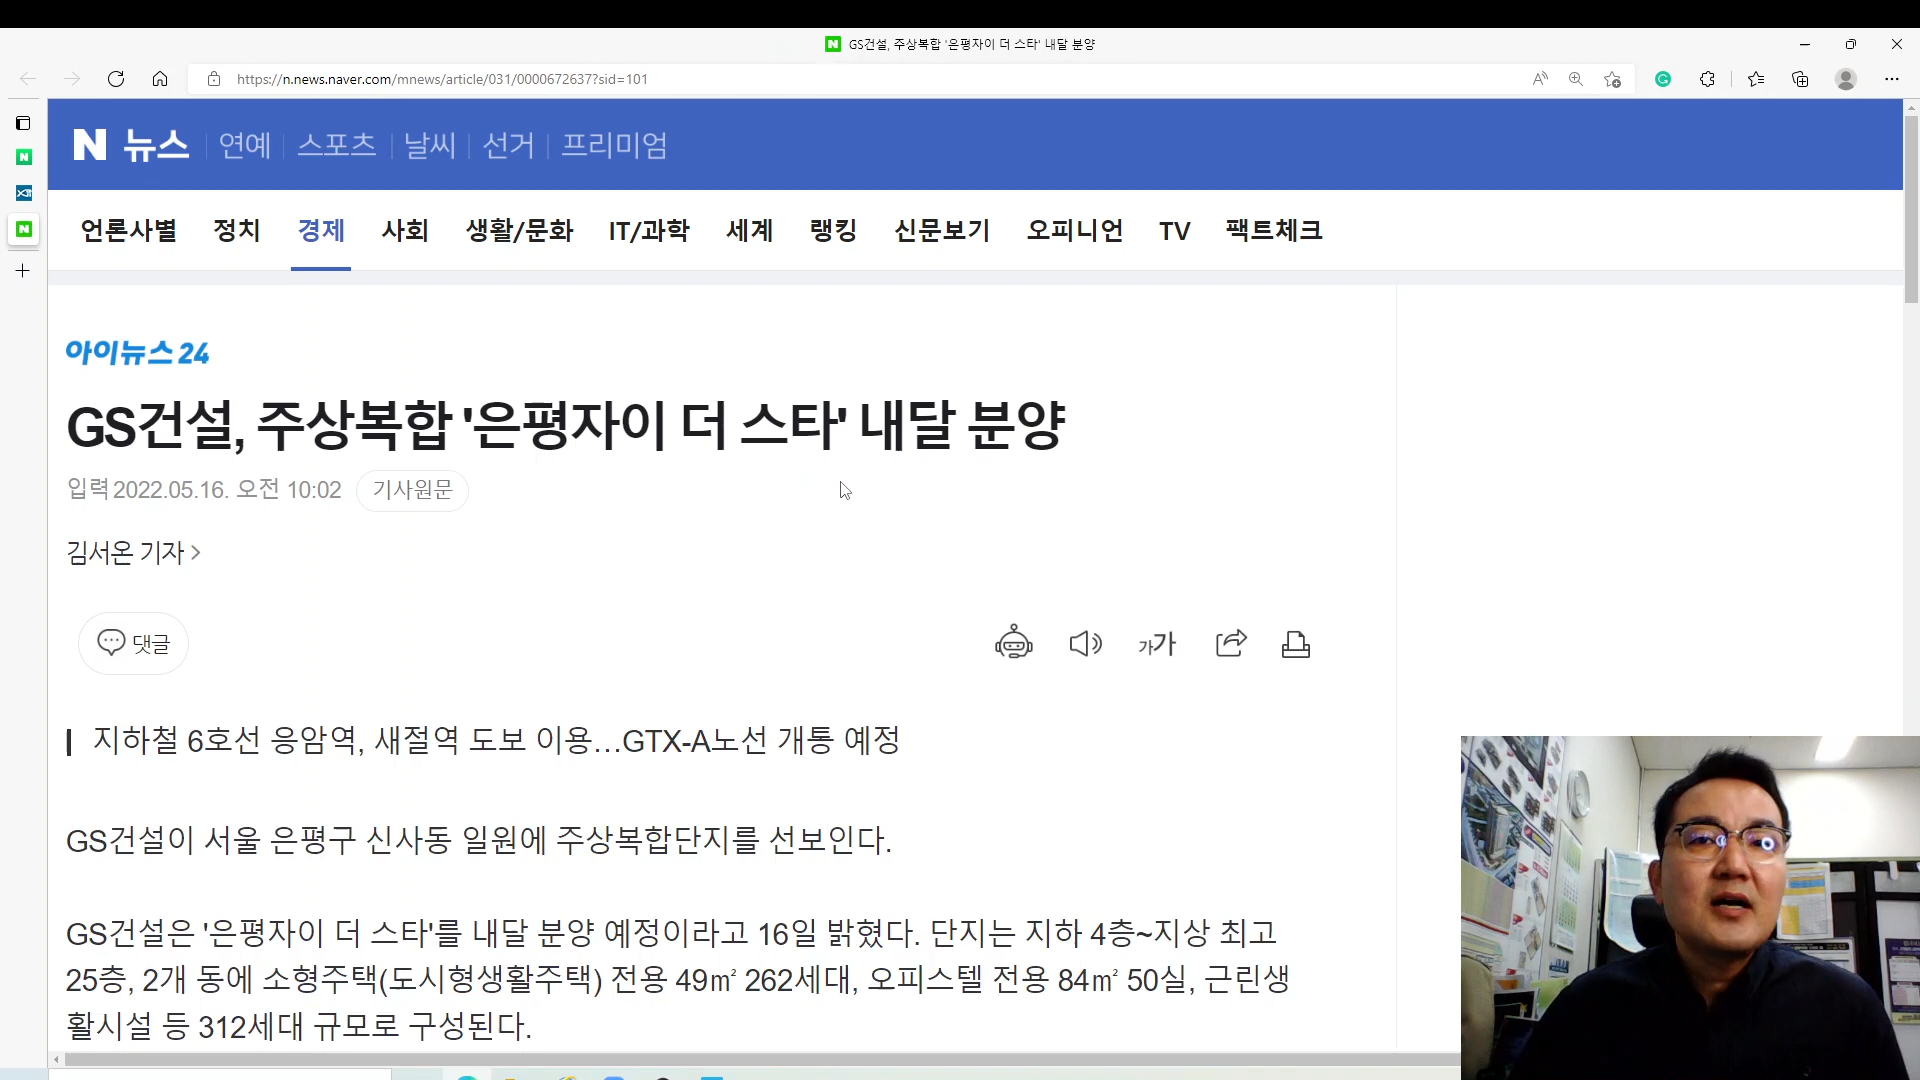 GS건설, 주상복합 '은평자이 더 스타' 내달 분양
https://n.news.naver.com/mnews/article/031/0000672637?sid=101
N 뉴스 연예 스포츠 날씨 선거 프리미엄
언론사별 정치 경제 사회 생활/문화 IT/과학 세계 랭킹 신문보기 오피니언 TV 팩트체크
아이뉴스24
GS건설, 주상복합 '은평자이 더 스타' 내달 분양
입력 2022.05.16. 오전 10:02 기사원문
김서온 기자
댓글 가가
지하철 6호선 응암역, 새절역 도보 이용…GTX-A노선 개통 예정
GS건설이 서울 은평구 신사동 일원에 주상복합단지를 선보인다.
GS건설은 '은평자이 더 스타'를 내달 분양 예정이라고 16일 밝혔다. 단지는 지하 4층~지상 최고
25층, 2개 동에 소형주택(도시형생활주택) 전용 49㎡ 262세대, 오피스텔 전용 84㎡ 50실, 근린생
활시설 등 312세대 규모로 구성된다.